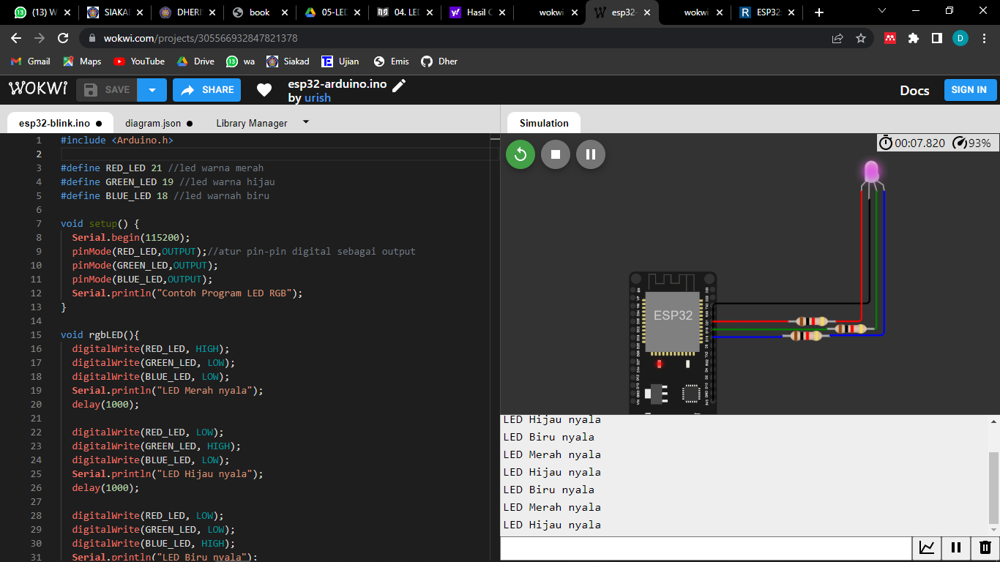 (13) W
SIAKAI
DHERI
book
05-LED
04. LE
Hasil C
wokwi
esp32-
wokwi
ESP32
wokwi.com/projects/305566932847821378
Gmail
Maps
YouTube
Drive
wa
Siakad
Ujian
Emis
Dher
WOKWI
SAVE
SHARE
esp32-arduino.ino
by urish
Docs
SIGN IN
esp32-blink.ino
diagram.json
Library Manager
1 #include <Arduino.h>
2
3 #define RED_LED 21 //led warna merah
4 #define GREEN_LED 19 //led warna hijau
5 #define BLUE_LED 18 //led warnah biru
6
7 void setup() {
8 Serial.begin(115200);
9 pinMode(RED_LED,OUTPUT);//atur pin-pin digital sebagai output
10 pinMode(GREEN_LED,OUTPUT);
11 pinMode(BLUE_LED,OUTPUT);
12 Serial.println("Contoh Program LED RGB");
13 }
14
15 void rgbLED(){
16 digitalWrite(RED_LED, HIGH);
17 digitalWrite(GREEN_LED, LOW);
18 digitalWrite(BLUE_LED, LOW);
19 Serial.println("LED Merah nyala");
20 delay(1000);
21
22 digitalWrite(RED_LED, LOW);
23 digitalWrite(GREEN_LED, HIGH);
24 digitalWrite(BLUE_LED, LOW);
25 Serial.println("LED Hijau nyala");
26 delay(1000);
27
28 digitalWrite(RED_LED, LOW);
29 digitalWrite(GREEN_LED, LOW);
30 digitalWrite(BLUE_LED, HIGH);
31 Serial.println("LED Biru nyala");
Simulation
00:07.820 93%
ESP32
LED Hijau nyala
LED Biru nyala
LED Merah nyala
LED Hijau nyala
LED Biru nyala
LED Merah nyala
LED Hijau nyala